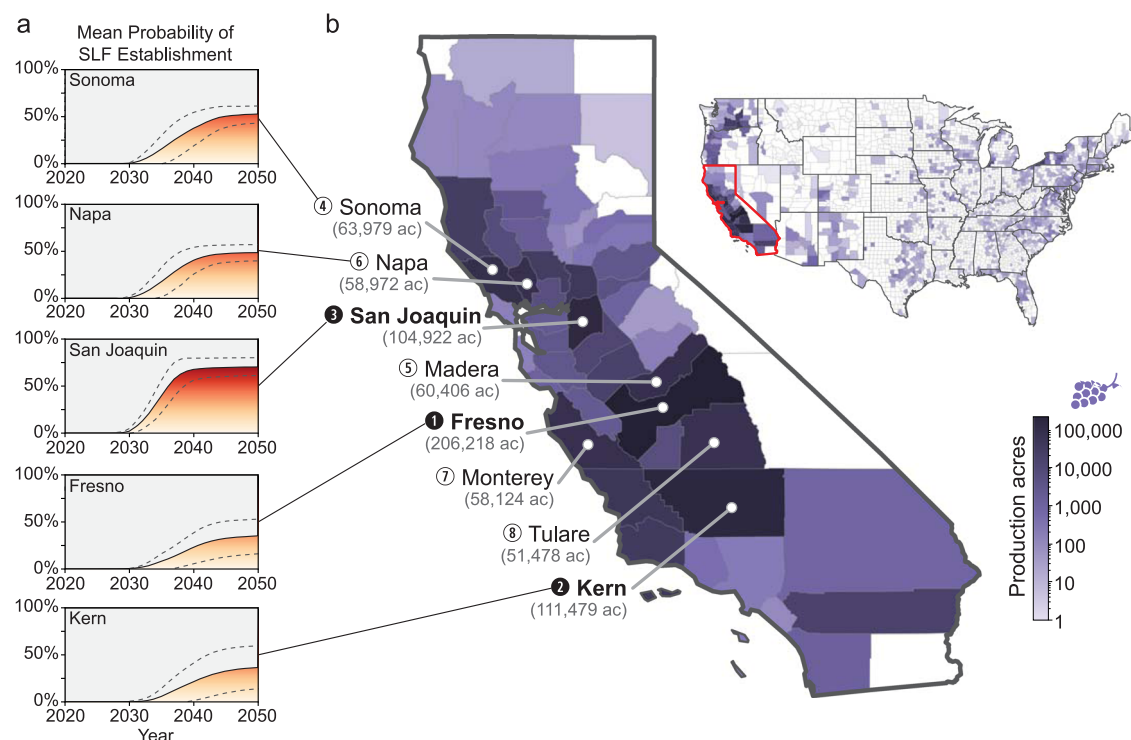 a
Mean Probability of
SLF Establishment
100%
50%
0%
Sonoma
2020 2030 2040 2050
100%
50%
0%
Napa
2020 2030 2040 2050
100%
50%
0%
San Joaquin
2020 2030 2040 2050
100%
50%
0%
Fresno
2020 2030 2040 2050
100%
50%
0%
Kern
2020 2030 2040 2050
Year
b
④ Sonoma
(63,979 ac)
⑥ Napa
(58,972 ac)
❸ San Joaquin
(104,922 ac)
⑤ Madera
(60,406 ac)
❶ Fresno
(206,218 ac)
⑦ Monterey
(58,124 ac)
⑧ Tulare
(51,478 ac)
❷ Kern
(111,479 ac)
Production acres
100,000
10,000
1,000
100
10
1